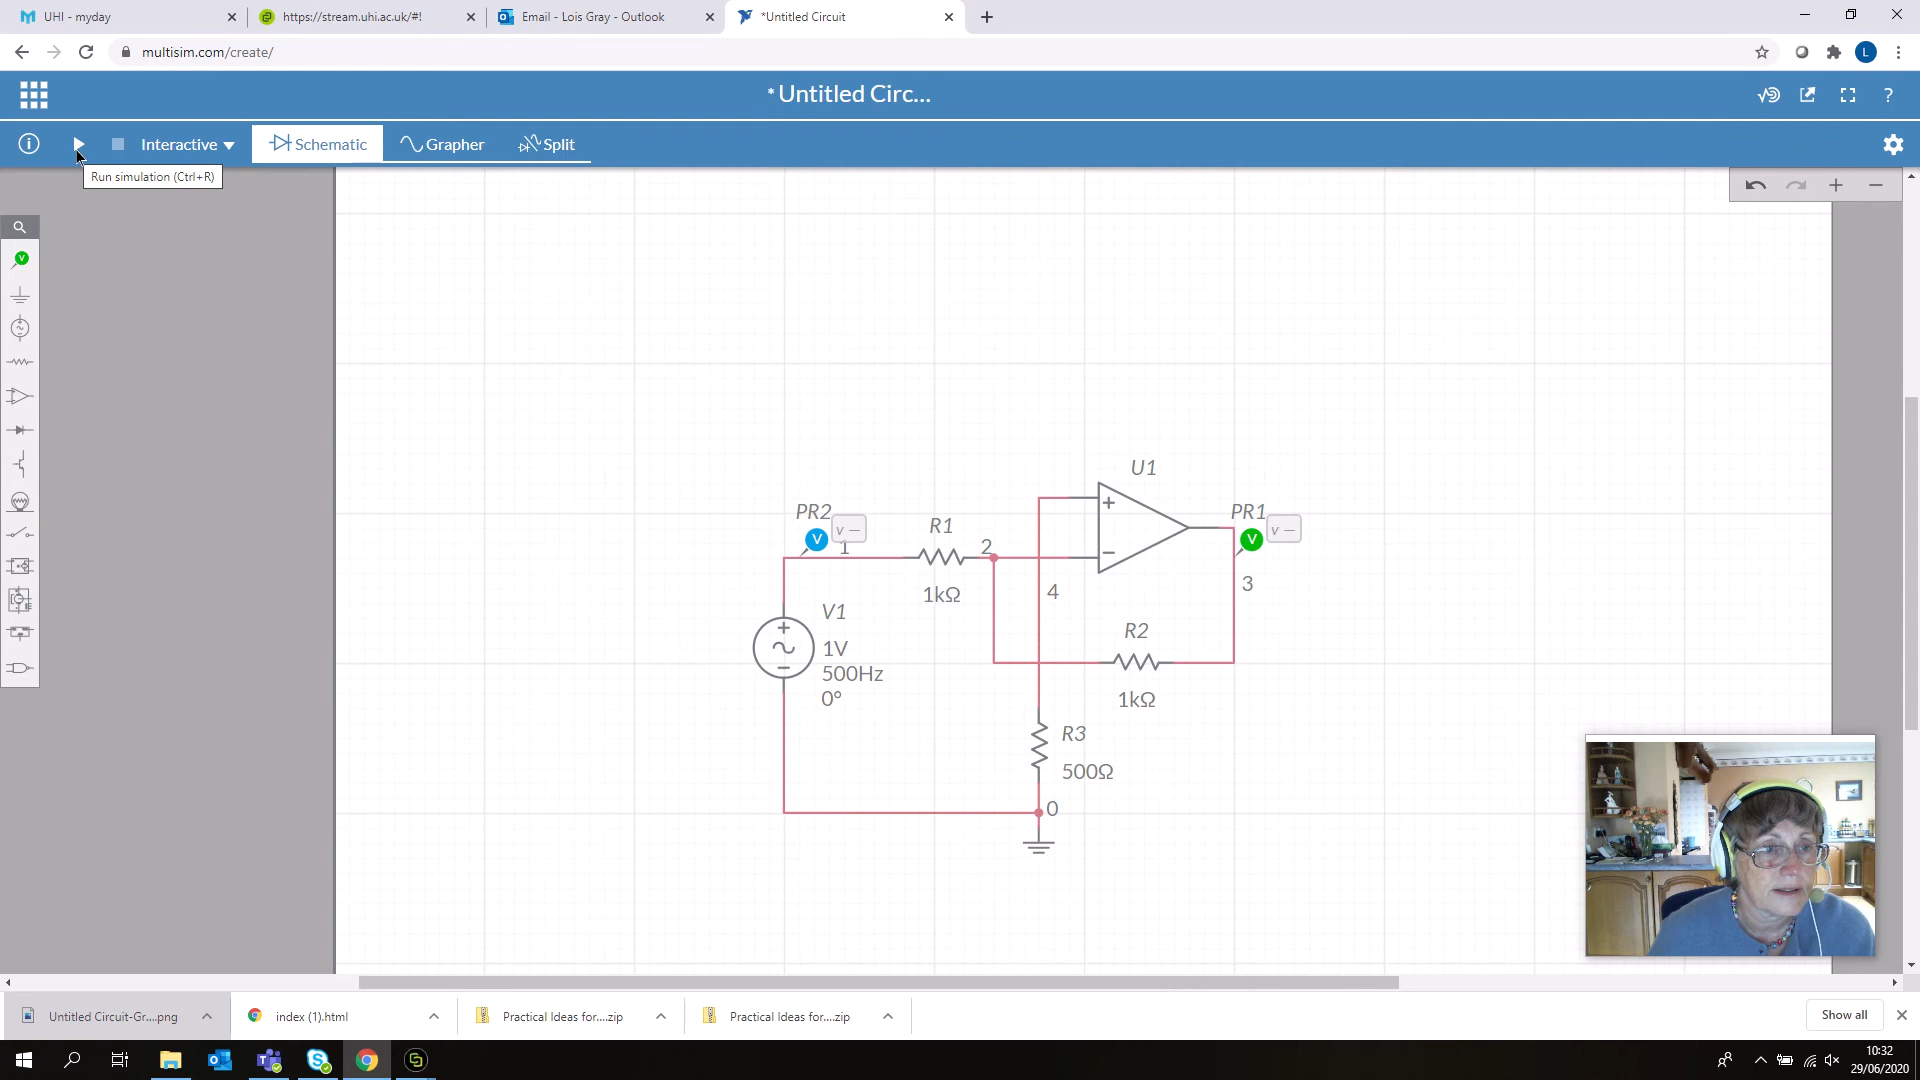 UHI - myday
https://stream.uhi.ac.uk/#!
Email - Lois Gray - Outlook
*Untitled Circuit
multisim.com/create/
L
*Untitled Circ...
?
i
Interactive
Schematic
Grapher
Split
Run simulation (Ctrl+R)
V
U1
PR2
V
v —
1
R1
1kΩ
2
+
−
PR1
V
v —
3
4
V1
+
−
1V
500Hz
0°
R2
1kΩ
R3
500Ω
0
Untitled Circuit-Gr....png
index (1).html
Practical Ideas for....zip
Practical Ideas for....zip
Show all
10:32
29/06/2020